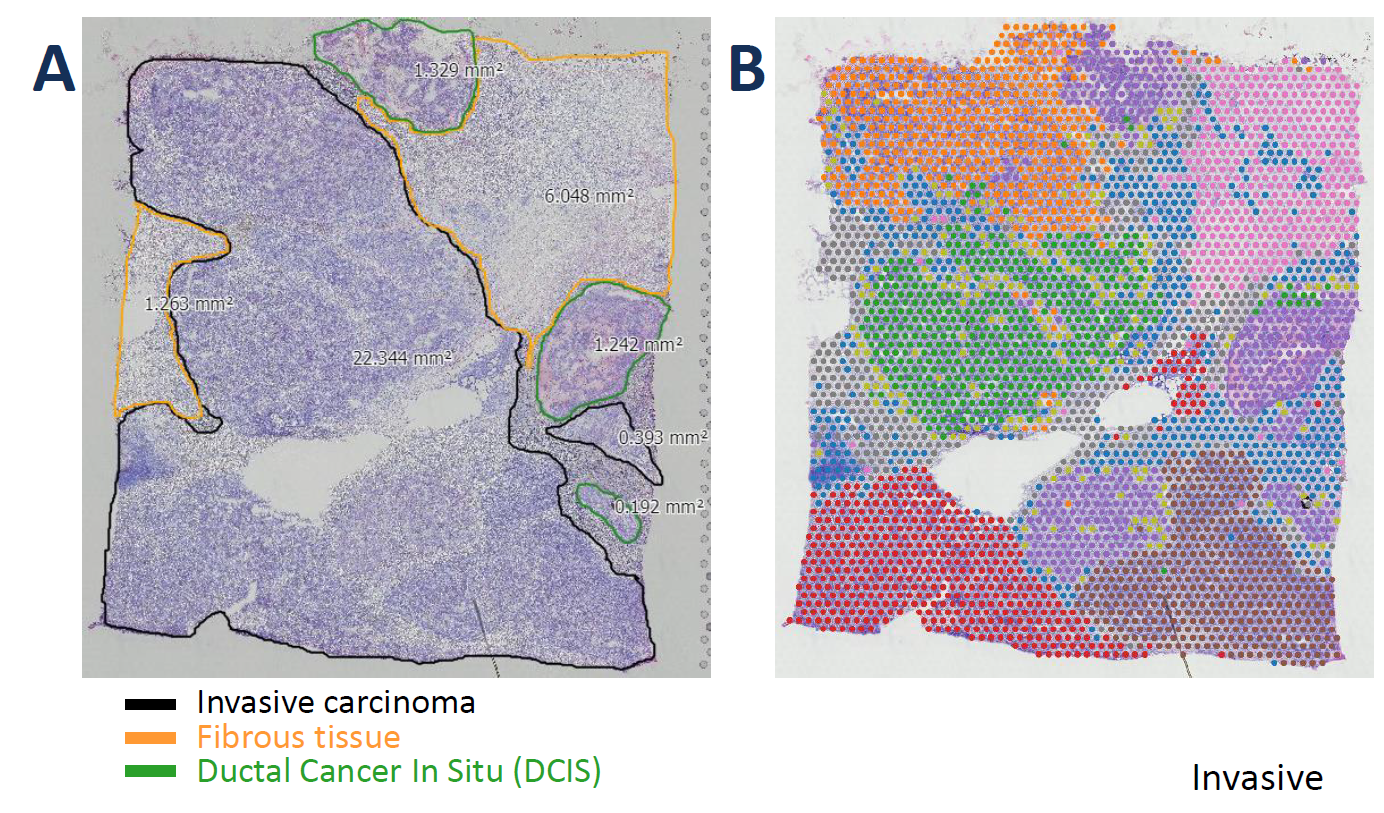 A
B
1.329 mm²
6.048 mm²
1.263 mm²
22.344 mm²
1.242 mm²
0.393 mm²
0.192 mm²
Invasive carcinoma
Fibrous tissue
Ductal Cancer In Situ (DCIS)
Invasive